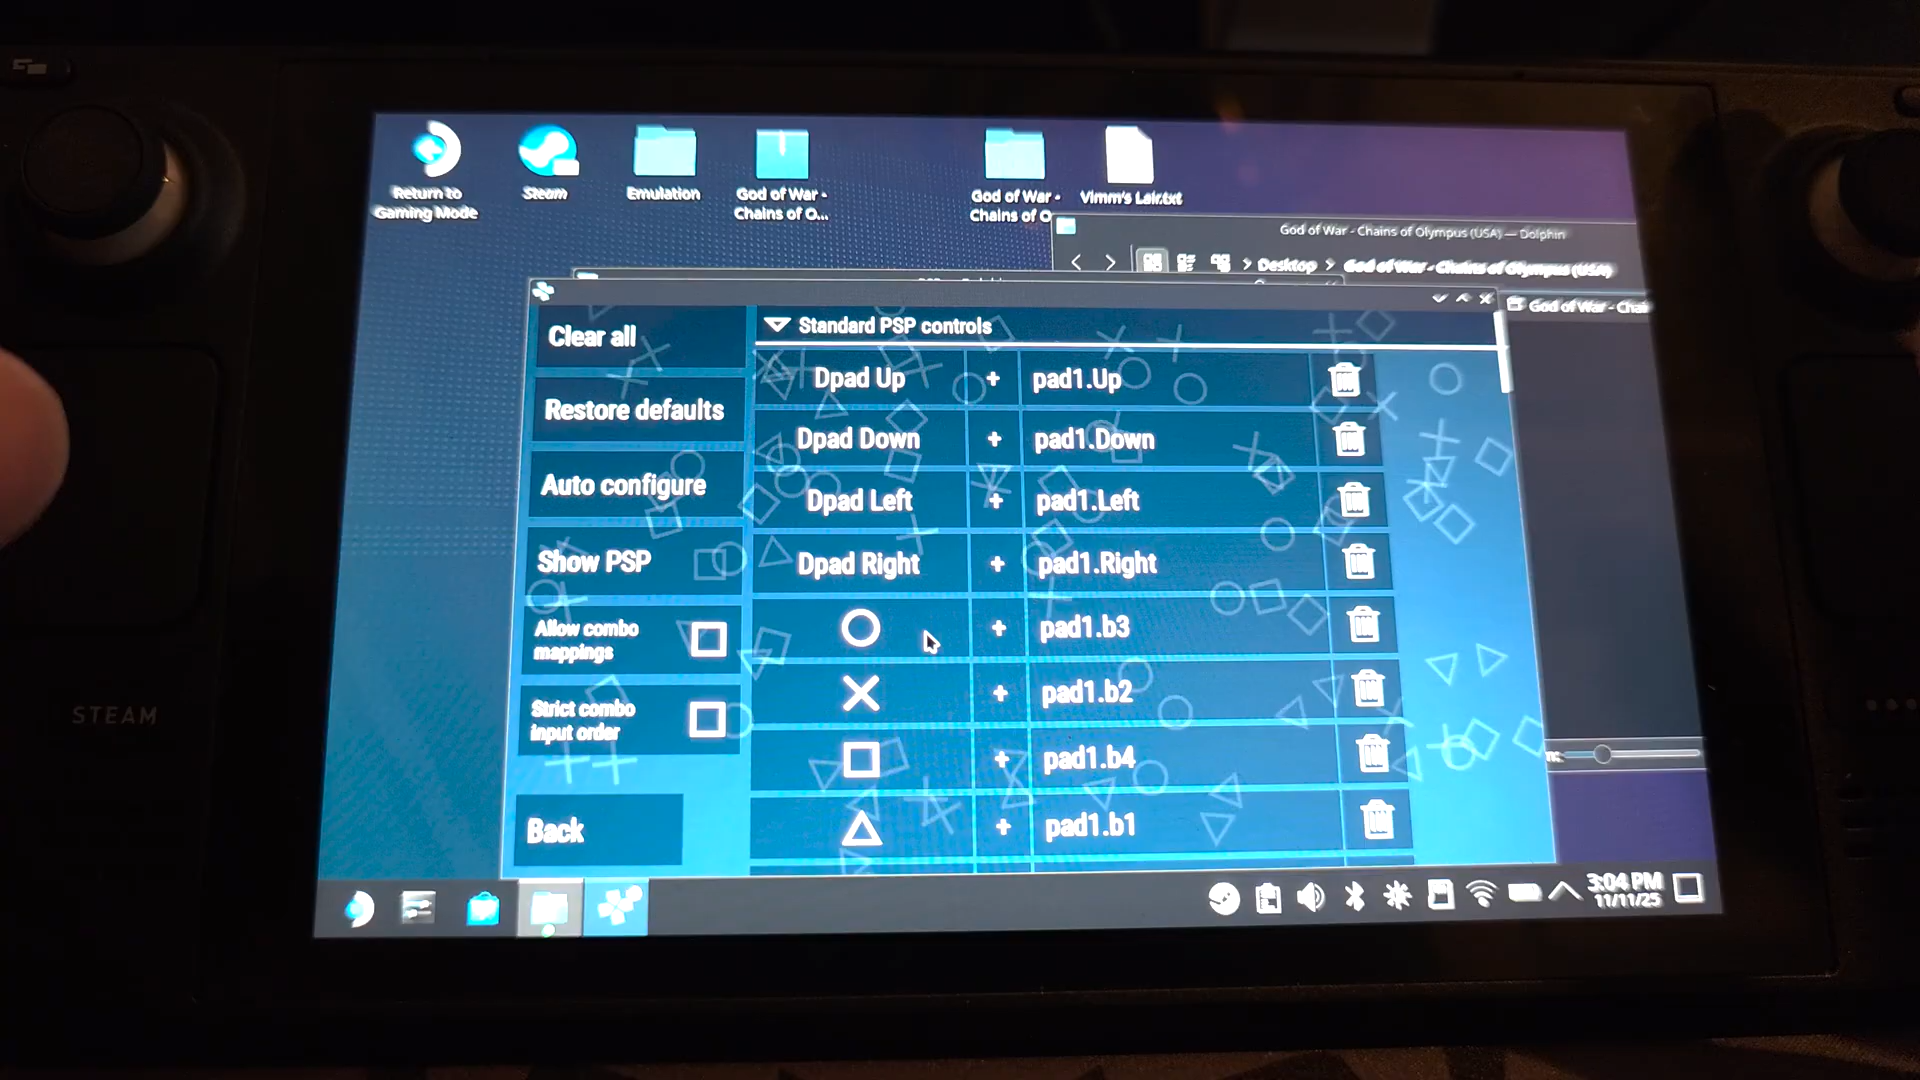 Return to
Gaming Mode
Steam
Emulation
God of War -
Chains of O...
God of War -
Chains of O
Vimm's Lair.txt
God of War - Chains of Olympus (USA) — Dolphin
Desktop
God of War - Chains of Olympus (USA)
God of War - Chai
Clear all
Restore defaults
Auto configure
Show PSP
Allow combo
mappings
Strict combo
input order
Back
Standard PSP controls
Dpad Up + pad1.Up
Dpad Down + pad1.Down
Dpad Left + pad1.Left
Dpad Right + pad1.Right
+ pad1.b3
+ pad1.b2
+ pad1.b4
+ pad1.b1
STEAM
3:04 PM
11/11/25